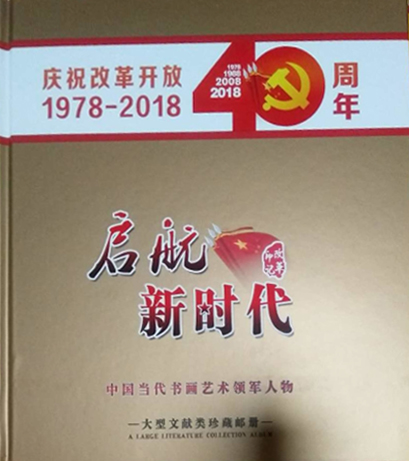 庆祝改革开放
1978-2018
40
1978
1988
2008
2018
周年
启航
新时代
中国当代书画艺术领军人物
—大型文献类珍藏邮册—
A LARGE LITERATURE COLLECTION ALBUM